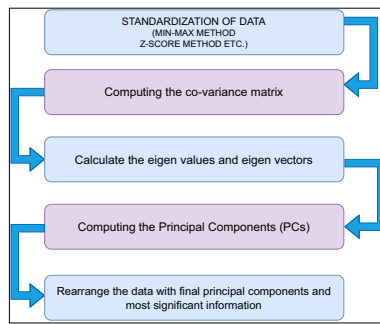 STANDARDIZATION OF DATA
(MIN-MAX METHOD
Z-SCORE METHOD ETC.)
Computing the co-variance matrix
Calculate the eigen values and eigen vectors
Computing the Principal Components (PCs)
Rearrange the data with final principal components and
most significant information